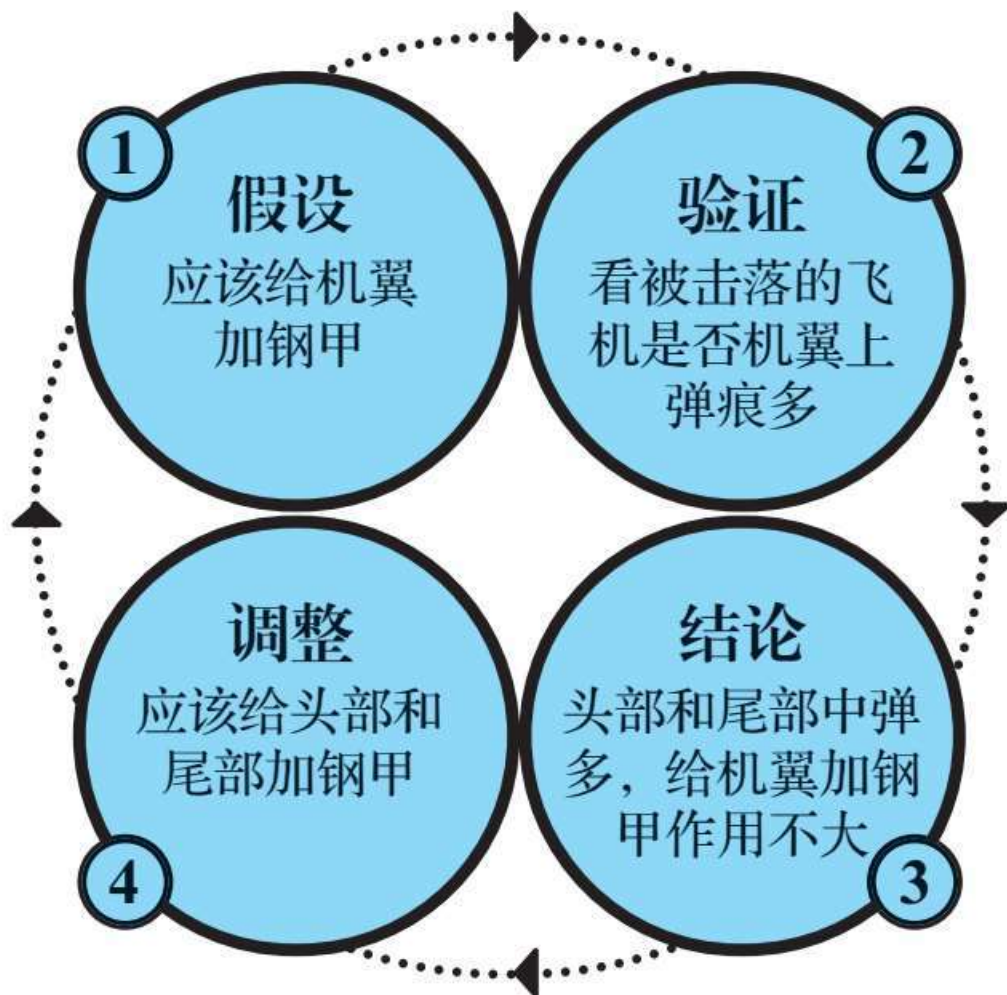 1
假设
应该给机翼
加钢甲
2
验证
看被击落的飞
机是否机翼上
弹痕多
3
结论
头部和尾部中弹
多，给机翼加钢
甲作用不大
4
调整
应该给头部和
尾部加钢甲